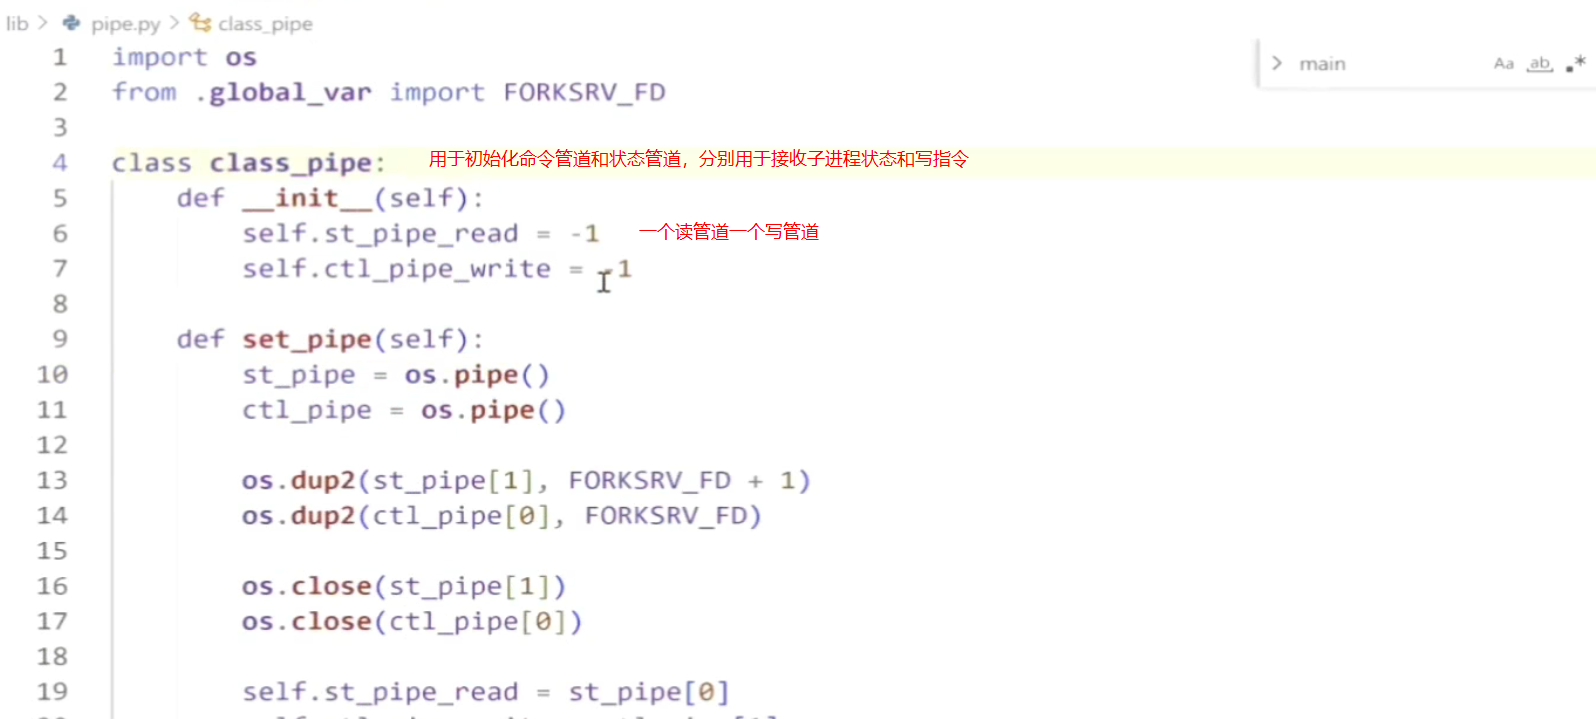 lib > pipe.py > class_pipe
main Aa ab .*
1 import os
2 from .global_var import FORKSRV_FD
3
4 class class_pipe: 用于初始化命令管道和状态管道，分别用于接收子进程状态和写指令
5 def __init__(self):
6 self.st_pipe_read = -1 一个读管道一个写管道
7 self.ctl_pipe_write = -1
8
9 def set_pipe(self):
10 st_pipe = os.pipe()
11 ctl_pipe = os.pipe()
12
13 os.dup2(st_pipe[1], FORKSRV_FD + 1)
14 os.dup2(ctl_pipe[0], FORKSRV_FD)
15
16 os.close(st_pipe[1])
17 os.close(ctl_pipe[0])
18
19 self.st_pipe_read = st_pipe[0]